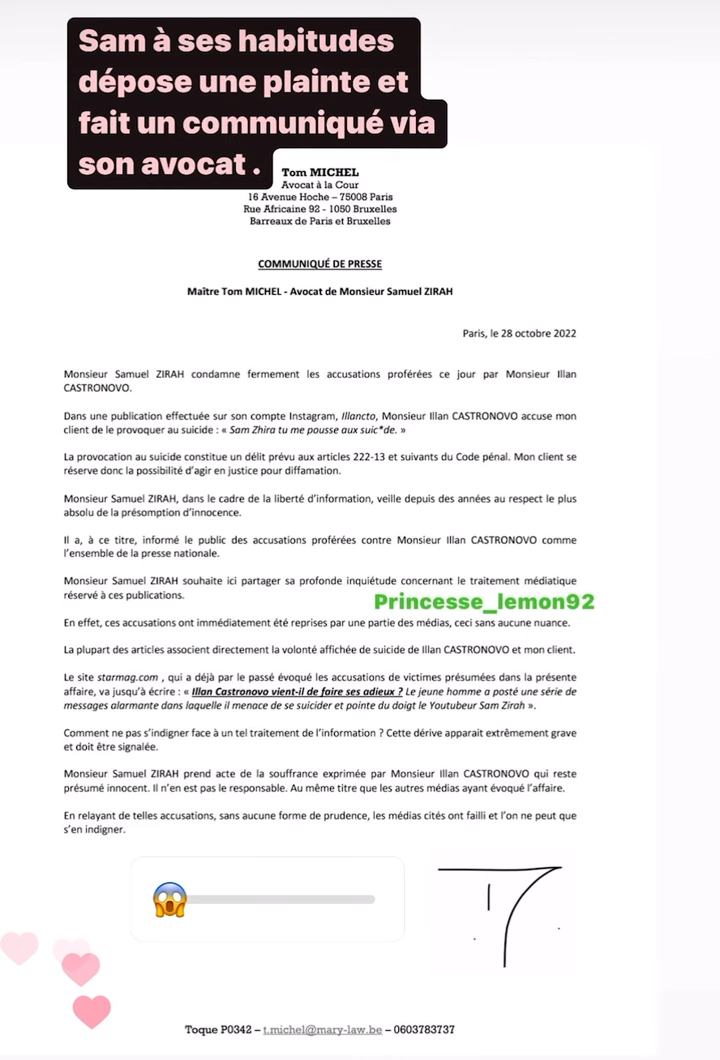 Sam à ses habitudes
dépose une plainte et
fait un communiqué via
son avocat .
Tom MICHEL
Avocat à la Cour
16 Avenue Hoche – 75008 Paris
Rue Africaine 92 - 1050 Bruxelles
Barreaux de Paris et Bruxelles
COMMUNIQUÉ DE PRESSE
Maître Tom MICHEL - Avocat de Monsieur Samuel ZIRAH
Paris, le 28 octobre 2022
Monsieur Samuel ZIRAH condamne fermement les accusations proférées ce jour par Monsieur Illan
CASTRONOVO.
Dans une publication effectuée sur son compte Instagram, Illancto, Monsieur Illan CASTRONOVO accuse mon
client de le provoquer au suicide : « Sam Zhira tu me pousse aux suic*de. »
La provocation au suicide constitue un délit prévu aux articles 222-13 et suivants du Code pénal. Mon client se
réserve donc la possibilité d'agir en justice pour diffamation.
Monsieur Samuel ZIRAH, dans le cadre de la liberté d'information, veille depuis des années au respect le plus
absolu de la présomption d'innocence.
Il a, à ce titre, informé le public des accusations proférées contre Monsieur Illan CASTRONOVO comme
l'ensemble de la presse nationale.
Monsieur Samuel ZIRAH souhaite ici partager sa profonde inquiétude concernant le traitement médiatique
réservé à ces publications.
Princesse_lemon92
En effet, ces accusations ont immédiatement été reprises par une partie des médias, ceci sans aucune nuance.
La plupart des articles associent directement la volonté affichée de suicide de Illan CASTRONOVO et mon client.
Le site starmag.com , qui a déjà par le passé évoqué les accusations de victimes présumées dans la présente
affaire, va jusqu'à écrire : « Illan Castronovo vient-il de faire ses adieux ? Le jeune homme a posté une série de
messages alarmante dans laquelle il menace de se suicider et pointe du doigt le Youtubeur Sam Zirah ».
Comment ne pas s'indigner face à un tel traitement de l'information ? Cette dérive apparait extrêmement grave
et doit être signalée.
Monsieur Samuel ZIRAH prend acte de la souffrance exprimée par Monsieur Illan CASTRONOVO qui reste
présumé innocent. Il n'en est pas le responsable. Au même titre que les autres médias ayant évoqué l'affaire.
En relayant de telles accusations, sans aucune forme de prudence, les médias cités ont failli et l'on ne peut que
s'en indigner.
Toque P0342 – t.michel@mary-law.be – 0603783737